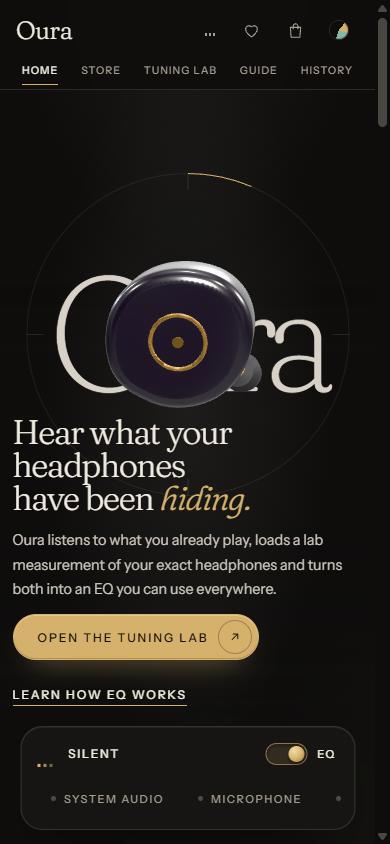 Oura
HOME STORE TUNING LAB GUIDE HISTORY
Hear what your
headphones
have been hiding.
Oura listens to what you already play, loads a lab
measurement of your exact headphones and turns
both into an EQ you can use everywhere.
OPEN THE TUNING LAB
LEARN HOW EQ WORKS
SILENT EQ
SYSTEM AUDIO MICROPHONE